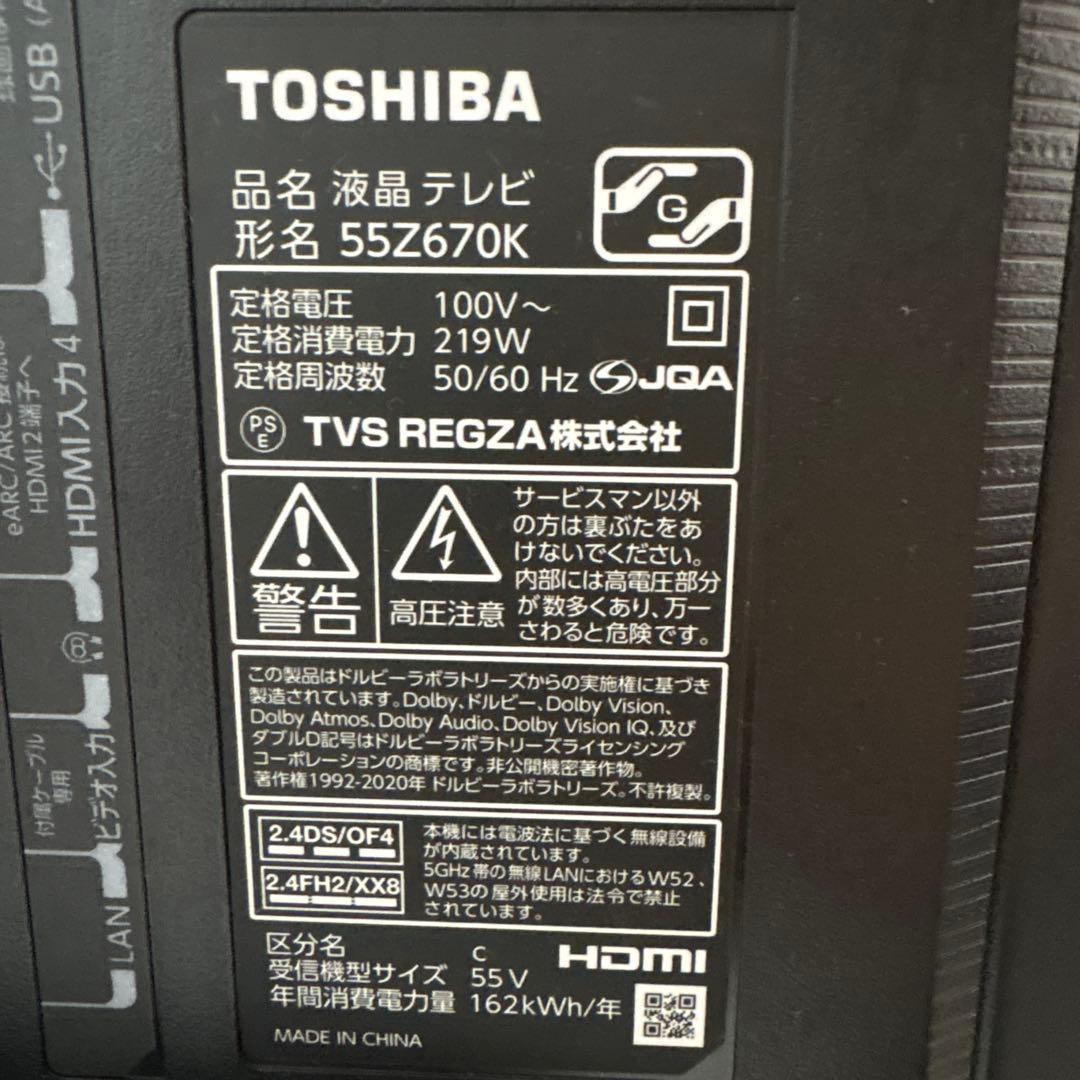 TOSHIBA
品名 液晶テレビ
形名 55Z670K
G
定格電圧 100V～
定格消費電力 219W
定格周波数 50/60 Hz JQA
PSE TVS REGZA株式会社
警告
高圧注意
サービスマン以外
の方は裏ぶたをあ
けないでください。
内部には高電圧部分
が数多くあり、万一
さわると危険です。
この製品はドルビーラボラトリーズからの実施権に基づき
製造されています。Dolby、ドルビー、Dolby Vision、
Dolby Atmos、Dolby Audio、Dolby Vision IQ、及び
ダブルD記号はドルビーラボラトリーズライセンシング
コーポレーションの商標です。非公開機密著作物。
著作権1992-2020年 ドルビーラボラトリーズ。不許複製。
2.4DS/OF4
2.4FH2/XX8
本機には電波法に基づく無線設備
が内蔵されています。
5GHz帯の無線LANにおけるW52、
W53の屋外使用は法令で禁止
されています。
区分名 C
受信機型サイズ 55V
年間消費電力量 162kWh/年
HDMI
MADE IN CHINA
USB (
eARC/ARC
HDMI2端子へ
HDMI入力4
付属ケーブル
専用
ビデオ入力
LAN